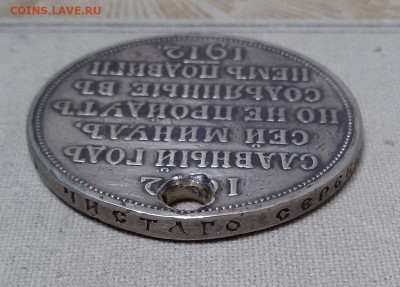 COINS.LAVE.RU
СЛАВНЫЙ ГОДЪ
СЕЙ МИНУЛЪ,
НО НЕ ПРОЙДУТЪ
СОДѢЯННЫЕ ВЪ
НЕМЪ ПОДВИГИ
1912
ЧИСТАГО